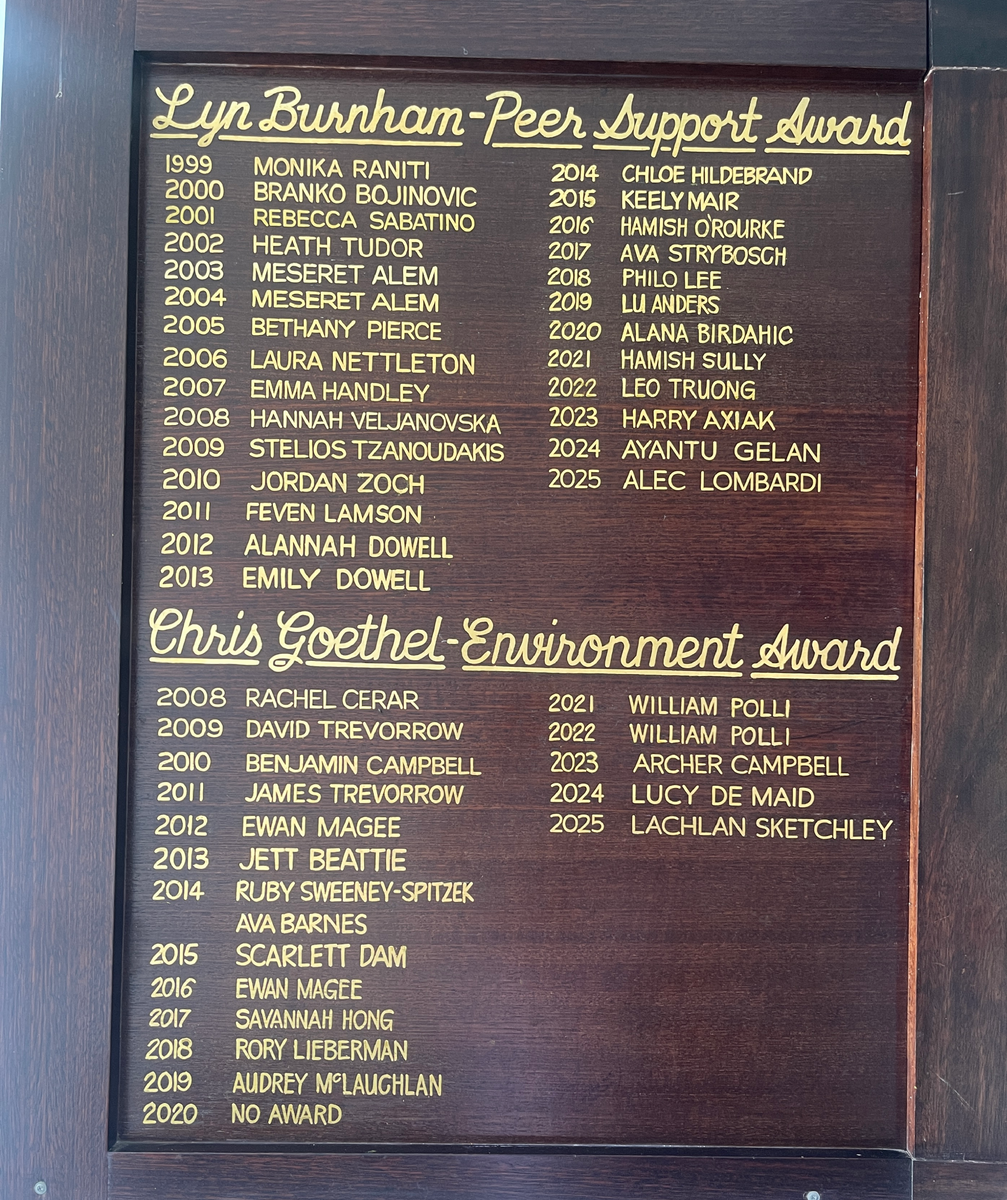 Lyn Burnham-Peer Support Award
1999 MONIKA RANITI
2000 BRANKO BOJINOVIC
2001 REBECCA SABATINO
2002 HEATH TUDOR
2003 MESERET ALEM
2004 MESERET ALEM
2005 BETHANY PIERCE
2006 LAURA NETTLETON
2007 EMMA HANDLEY
2008 HANNAH VELJANOVSKA
2009 STELIOS TZANOUDAKIS
2010 JORDAN ZOCH
2011 FEVEN LAMSON
2012 ALANNAH DOWELL
2013 EMILY DOWELL
2014 CHLOE HILDEBRAND
2015 KEELY MAIR
2016 HAMISH O'ROURKE
2017 AVA STRYBOSCH
2018 PHILO LEE
2019 LU ANDERS
2020 ALANA BIRDAHIC
2021 HAMISH SULLY
2022 LEO TRUONG
2023 HARRY AXIAK
2024 AYANTU GELAN
2025 ALEC LOMBARDI
Chris Goethel-Environment Award
2008 RACHEL CERAR
2009 DAVID TREVORROW
2010 BENJAMIN CAMPBELL
2011 JAMES TREVORROW
2012 EWAN MAGEE
2013 JETT BEATTIE
2014 RUBY SWEENEY-SPITZEK
AVA BARNES
2015 SCARLETT DAM
2016 EWAN MAGEE
2017 SAVANNAH HONG
2018 RORY LIEBERMAN
2019 AUDREY McLAUGHLAN
2020 NO AWARD
2021 WILLIAM POLLI
2022 WILLIAM POLLI
2023 ARCHER CAMPBELL
2024 LUCY DE MAID
2025 LACHLAN SKETCHLEY